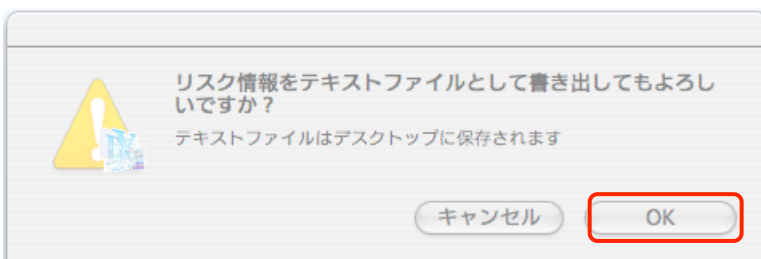 リスク情報をテキストファイルとして書き出してもよろし
いですか？
テキストファイルはデスクトップに保存されます
キャンセル
OK